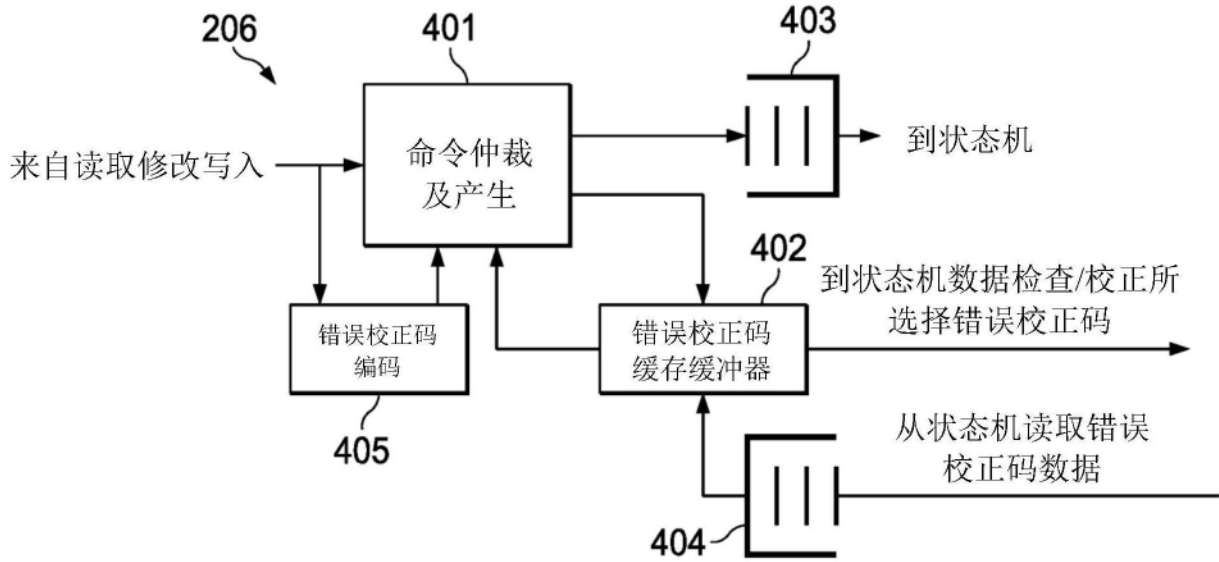 206
401
403
来自读取修改写入
命令仲裁
及产生
到状态机
402
错误校正码
编码
405
错误校正码
缓存缓冲器
到状态机数据检查/校正所
选择错误校正码
从状态机读取错误
校正码数据
404